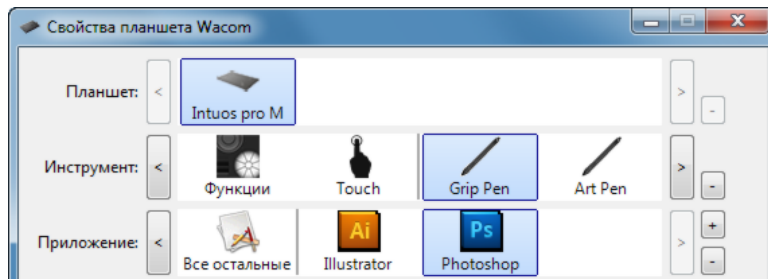 Свойства планшета Wacom
Планшет:
<
Intuos pro M
>
-
Инструмент:
<
Функции
Touch
Grip Pen
Art Pen
>
-
Приложение:
<
Все остальные
Ai
Illustrator
Ps
Photoshop
>
+
-